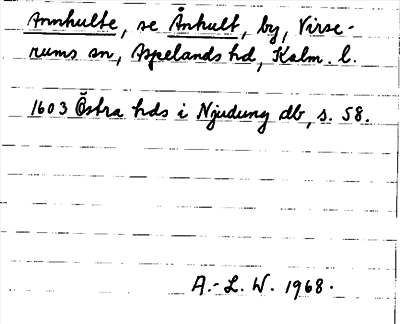 Annhulte, se Ånhult, by, Virse-
rums sn, Aspelands hd, Kalm. l.
1603 Östra hds i Njudung db, s. 58.
A.-L. W. 1968.